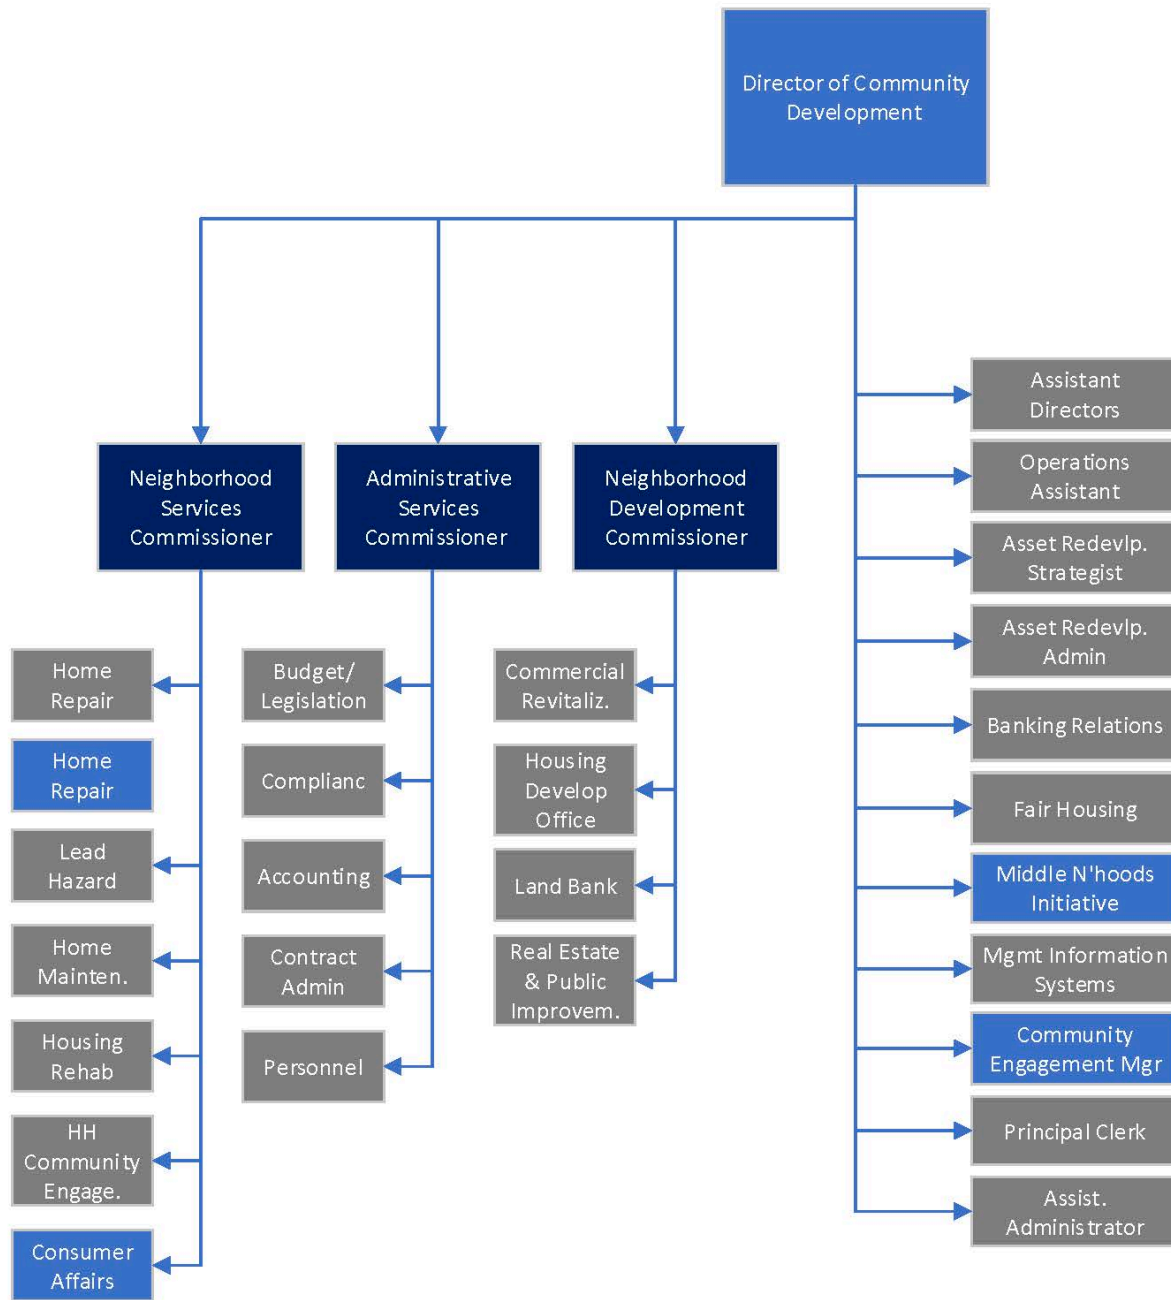 Director of Community
Development
Neighborhood
Services
Commissioner
Administrative
Services
Commissioner
Neighborhood
Development
Commissioner
Home
Repair
Home
Repair
Lead
Hazard
Home
Mainten.
Housing
Rehab
HH
Community
Engage.
Consumer
Affairs
Budget/
Legislation
Complianc
Accounting
Contract
Admin
Personnel
Commercial
Revitaliz.
Housing
Develop
Office
Land Bank
Real Estate
& Public
Improvem.
Assistant
Directors
Operations
Assistant
Asset Redevlp.
Strategist
Asset Redevlp.
Admin
Banking Relations
Fair Housing
Middle N'hoods
Initiative
Mgmt Information
Systems
Community
Engagement Mgr
Principal Clerk
Assist.
Administrator